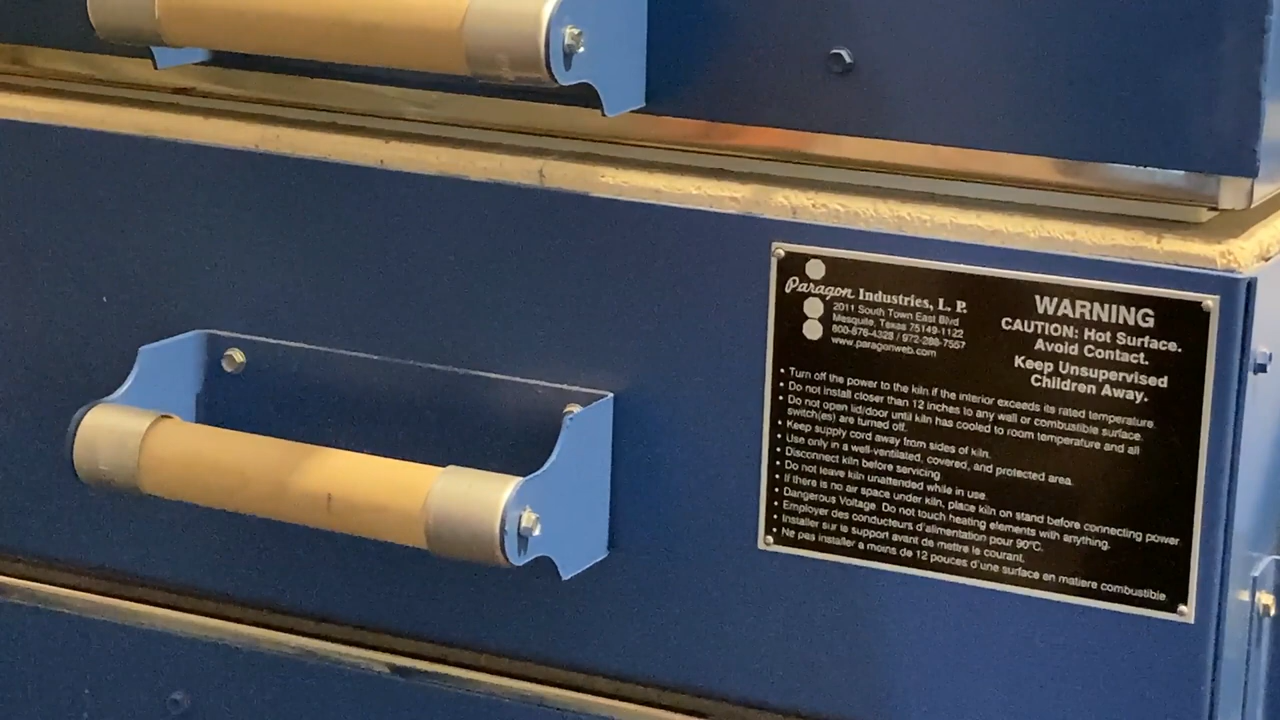 Paragon Industries, L. P.
2011 South Town East Blvd
Mesquite, Texas 75149-1122
800-876-4328 / 972-288-7557
www.paragonweb.com
WARNING
CAUTION: Hot Surface.
Avoid Contact.
Keep Unsupervised
Children Away.
• Turn off the power to the kiln if the interior exceeds its rated temperature.
• Do not install closer than 12 inches to any wall or combustible surface.
• Do not open lid/door until kiln has cooled to room temperature and all
switch(es) are turned off.
• Keep supply cord away from sides of kiln.
• Use only in a well-ventilated, covered, and protected area.
• Disconnect kiln before servicing.
• Do not leave kiln unattended while in use.
• If there is no air space under kiln, place kiln on stand before connecting power
• Dangerous Voltage. Do not touch heating elements with anything.
• Employer des conducteurs d'alimentation pour 90°C.
• Installer sur le support avant de mettre le courant.
• Ne pas installer a moins de 12 pouces d'une surface en matiere combustible.